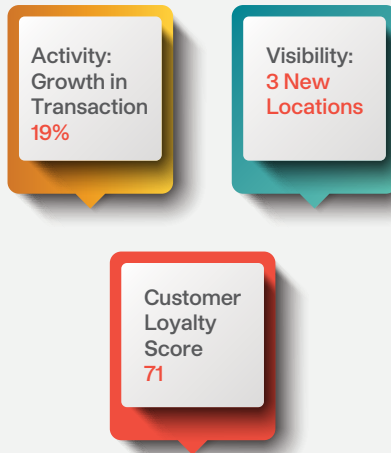 Activity:
Growth in
Transaction
19%
Visibility:
3 New
Locations
Customer
Loyalty
Score
71